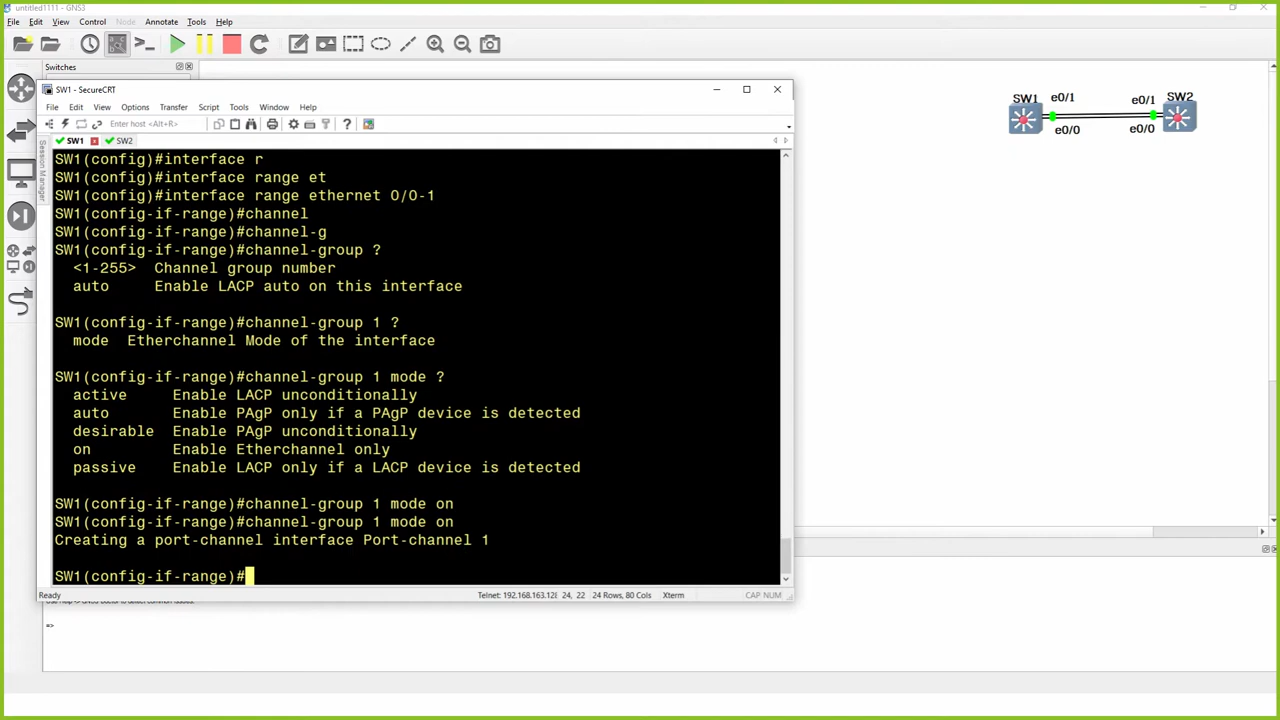 untitled1111 - GNS3
File Edit View Control Node Annotate Tools Help
Switches
SW1 - SecureCRT
File Edit View Options Transfer Script Tools Window Help
Enter host <Alt+R>
SW1 SW2
Session Manager
SW1(config)#interface r
SW1(config)#interface range et
SW1(config)#interface range ethernet 0/0-1
SW1(config-if-range)#channel
SW1(config-if-range)#channel-g
SW1(config-if-range)#channel-group ?
<1-255> Channel group number
auto Enable LACP auto on this interface
SW1(config-if-range)#channel-group 1 ?
mode Etherchannel Mode of the interface
SW1(config-if-range)#channel-group 1 mode ?
active Enable LACP unconditionally
auto Enable PAgP only if a PAgP device is detected
desirable Enable PAgP unconditionally
on Enable Etherchannel only
passive Enable LACP only if a LACP device is detected
SW1(config-if-range)#channel-group 1 mode on
SW1(config-if-range)#channel-group 1 mode on
Creating a port-channel interface Port-channel 1
SW1(config-if-range)#
Ready Telnet: 192.168.163.128 24, 22 24 Rows, 80 Cols Xterm CAP NUM
=>
SW1 e0/1 e0/1 SW2
e0/0 e0/0